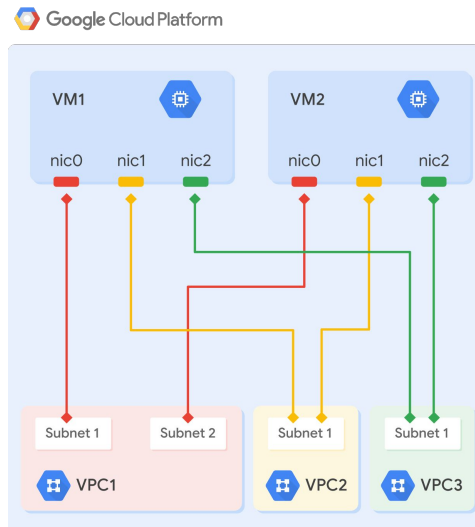 Google Cloud Platform
VM1
VM2
nic0 nic1 nic2
nic0 nic1 nic2
Subnet 1
Subnet 2
Subnet 1
Subnet 1
VPC1
VPC2
VPC3